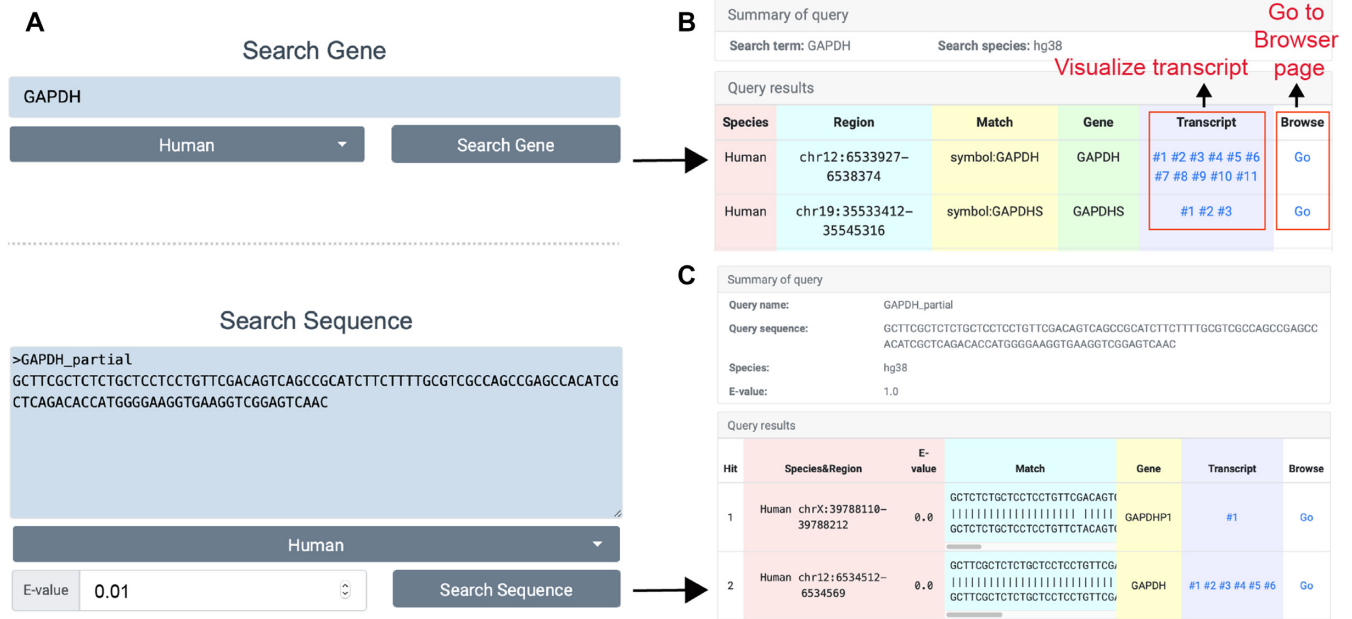 A
Search Gene
GAPDH
Human
Search Gene
Search Sequence
>GAPDH_partial
GCTTCGCTCTCTGCTCCTCCTGTTCGACAGTCAGCCGCATCTTCTTTTGCGTCGCCAGCCGAGCCACATCG
CTCAGACACCATGGGGAAGGTGAAGGTCGGAGTCAAC
Human
E-value
0.01
Search Sequence
B
Summary of query
Search term: GAPDH
Search species: hg38
Go to
Browser
page
Visualize transcript
Query results
Species Region Match Gene Transcript Browse
Human chr12:6533927- symbol:GAPDH GAPDH #1 #2 #3 #4 #5 #6 Go
6538374 #7 #8 #9 #10 #11
Human chr19:35533412- symbol:GAPDHS GAPDHS #1 #2 #3 Go
35545316
C
Summary of query
Query name: GAPDH_partial
Query sequence: GCTTCGCTCTCTGCTCCTCCTGTTCGACAGTCAGCCGCATCTTCTTTTGCGTCGCCAGCCGAGCC
ACATCGCTCAGACACCATGGGGAAGGTGAAGGTCGGAGTCAAC
Species: hg38
E-value: 1.0
Query results
Hit Species&Region E-value Match Gene Transcript Browse
GCTCTCTGCTCCTCCTGTTCGACAGT
1 Human chrX:39788110- 0.0 |||||||||||||||||||| ||||| GAPDHP1 #1 Go
39788212 GCTCTCTGCTCCTCCTGTTCTACAGT
GCTTCGCTCTCTGCTCCTCCTGTTCG
2 Human chr12:6534512- 0.0 |||||||||||||||||||||||||| GAPDH #1 #2 #3 #4 #5 #6 Go
6534569 GCTTCGCTCTCTGCTCCTCCTGTTCG